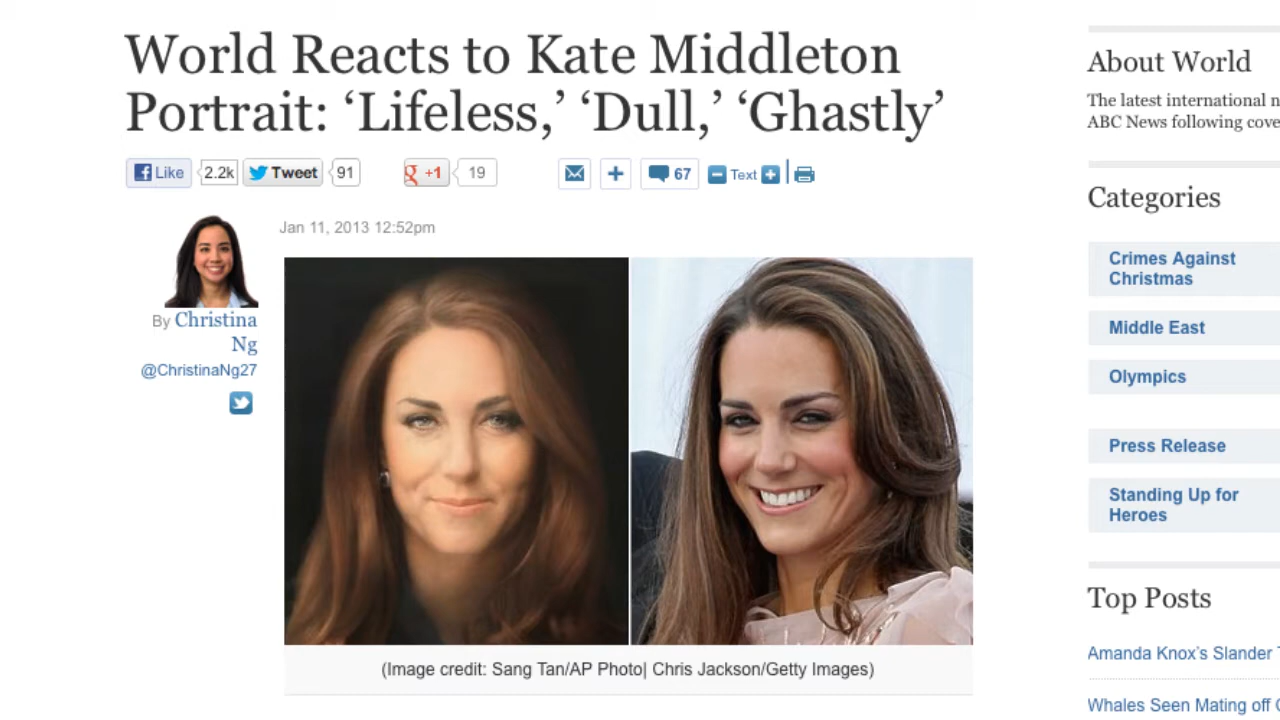 World Reacts to Kate Middleton
Portrait: ‘Lifeless,’ ‘Dull,’ ‘Ghastly’
Like 2.2k Tweet 91 +1 19 67 Text
Jan 11, 2013 12:52pm
By Christina
Ng
@ChristinaNg27
(Image credit: Sang Tan/AP Photo| Chris Jackson/Getty Images)
About World
The latest international
ABC News following
Categories
Crimes Against
Christmas
Middle East
Olympics
Press Release
Standing Up for
Heroes
Top Posts
Amanda Knox’s Slander
Whales Seen Mating off